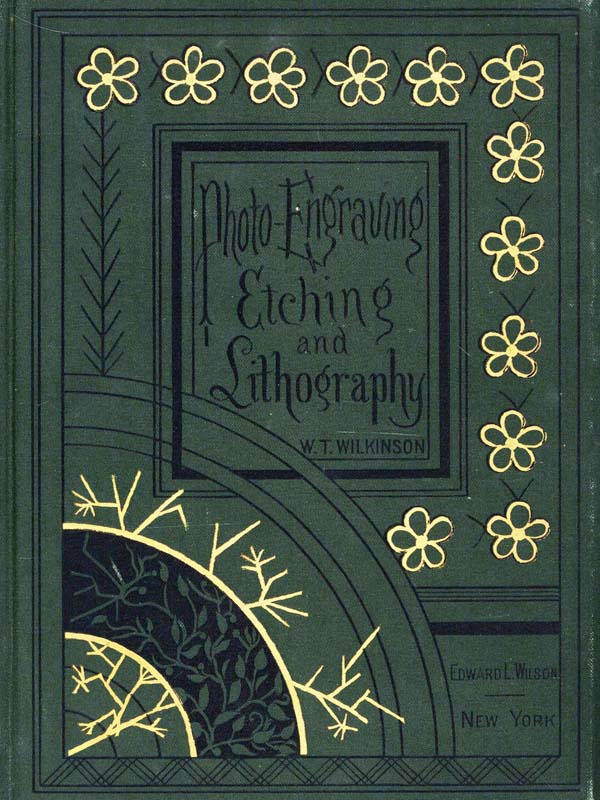 Photo-Engraving
Etching
and
Lithography
W. T. WILKINSON
EDWARD L. WILSON
NEW YORK